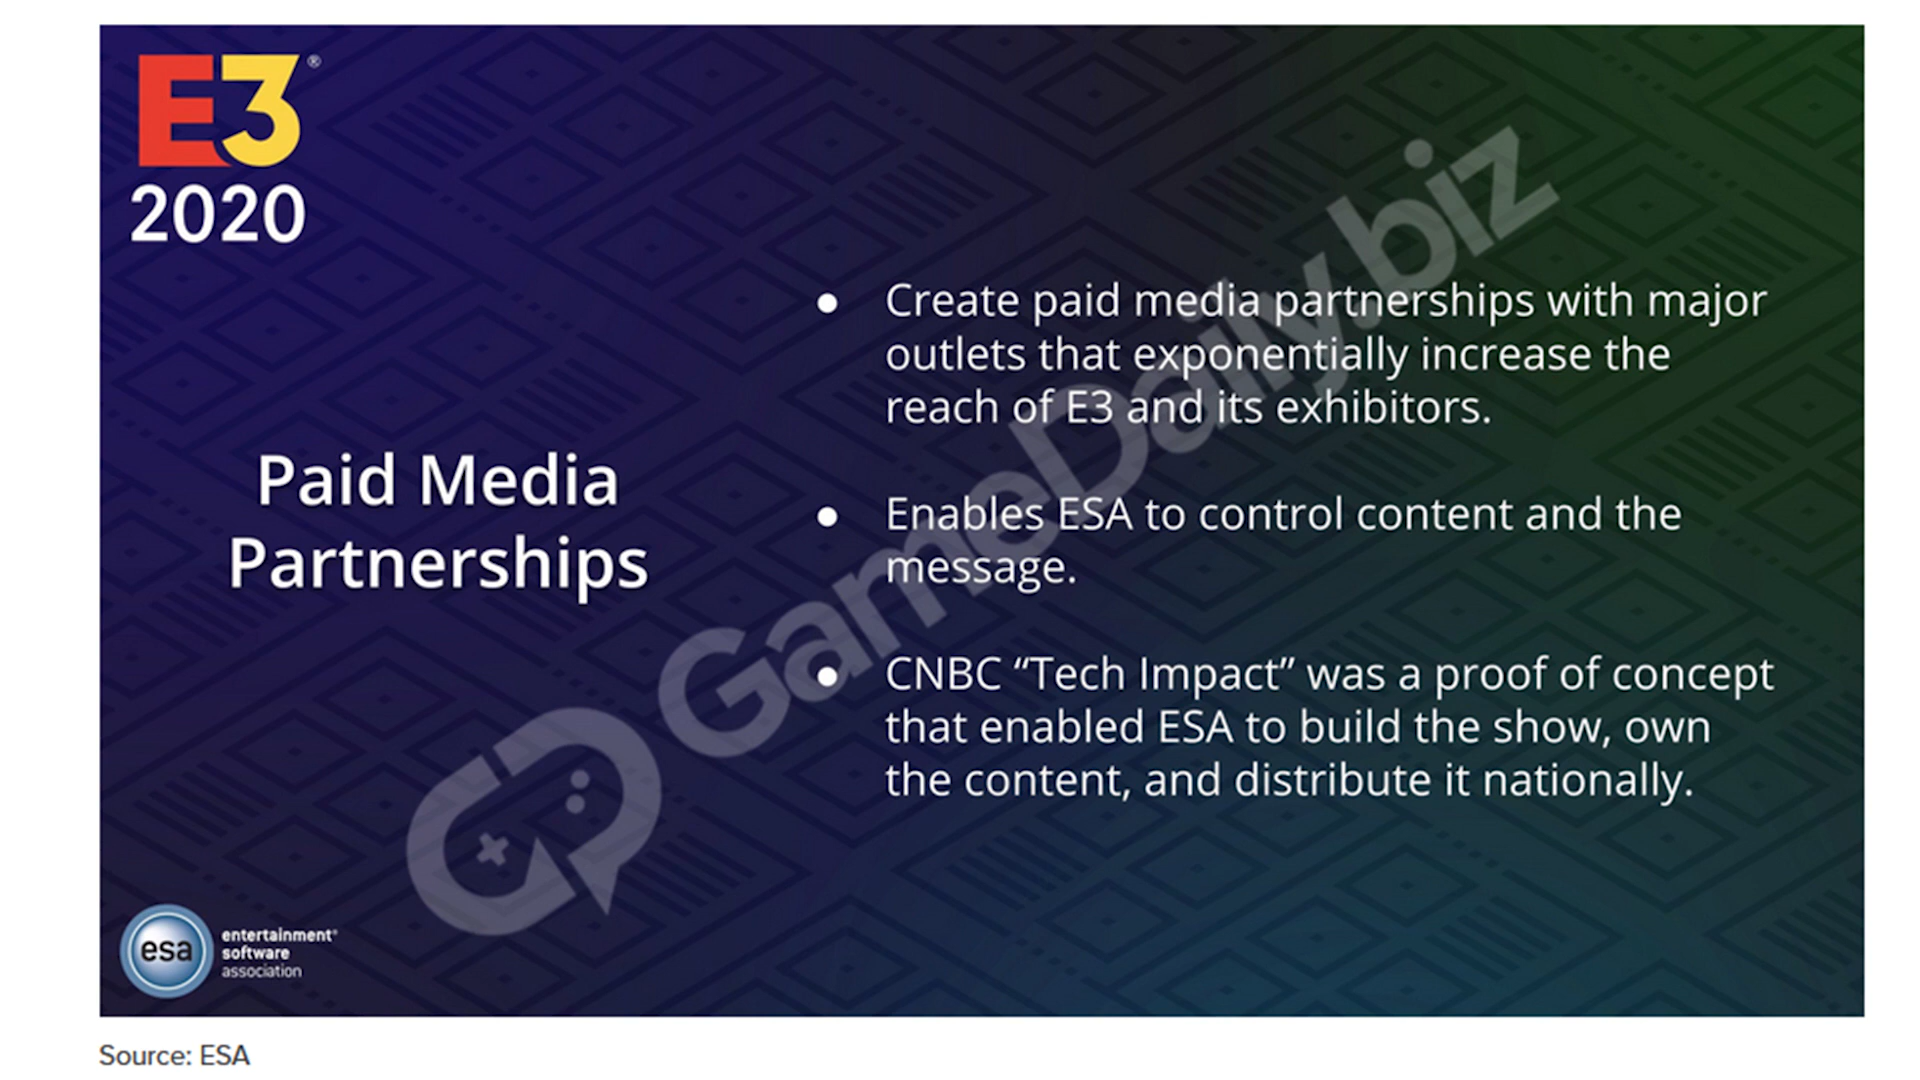 E3®
2020
Paid Media
Partnerships
● Create paid media partnerships with major
outlets that exponentially increase the
reach of E3 and its exhibitors.
● Enables ESA to control content and the
message.
● CNBC “Tech Impact” was a proof of concept
that enabled ESA to build the show, own
the content, and distribute it nationally.
GameDaily.biz
esa
entertainment®
software
association
Source: ESA